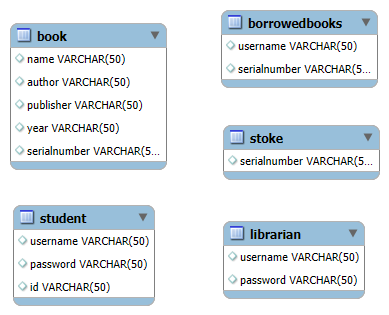 book
name VARCHAR(50)
author VARCHAR(50)
publisher VARCHAR(50)
year VARCHAR(50)
serialnumber VARCHAR(5...
borrowedbooks
username VARCHAR(50)
serialnumber VARCHAR(5...
stoke
serialnumber VARCHAR(5...
student
username VARCHAR(50)
password VARCHAR(50)
id VARCHAR(50)
librarian
username VARCHAR(50)
password VARCHAR(50)